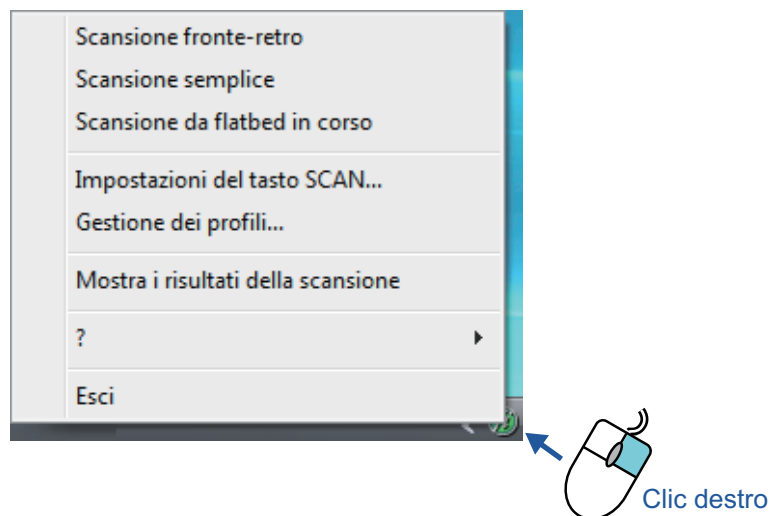 Scansione fronte-retro
Scansione semplice
Scansione da flatbed in corso
Impostazioni del tasto SCAN...
Gestione dei profili...
Mostra i risultati della scansione
?
Esci
Clic destro